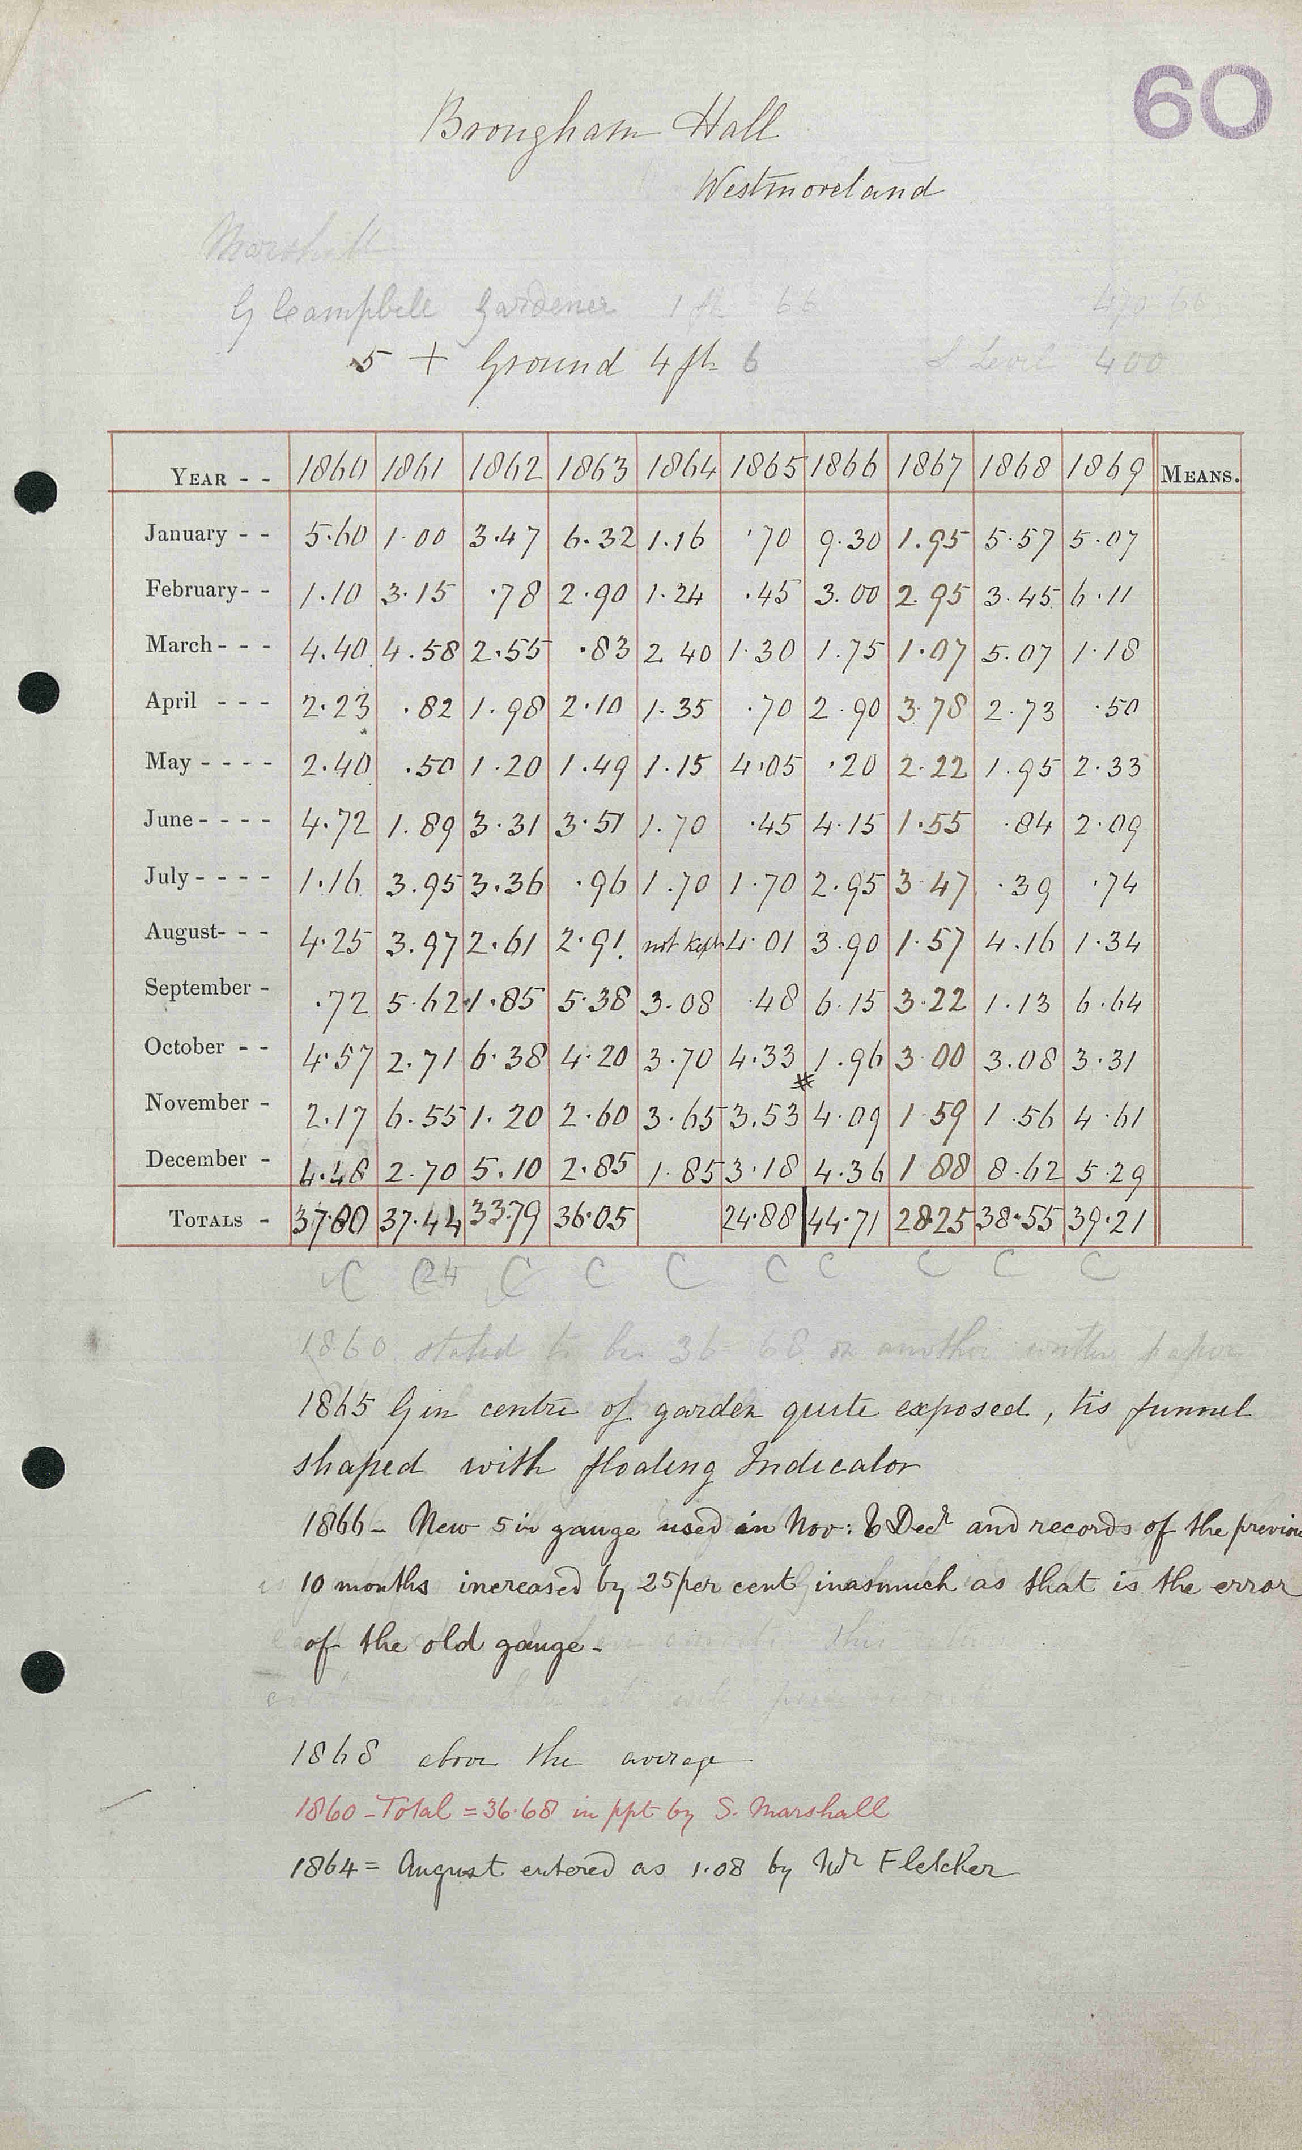 60
Brougham Hall
Westmoreland
Marshall
G Campbell Gardener 1 ft 66
5 + Ground 4 ft 6 S Level 400
YEAR - - 1860 1861 1862 1863 1864 1865 1866 1867 1868 1869 MEANS.
January - - 5.60 1.00 3.47 6.32 1.16 .70 9.30 1.95 5.57 5.07
February - - 1.10 3.15 .78 2.90 1.24 .45 3.00 2.95 3.45 6.11
March - - - 4.40 4.58 2.55 .83 2 40 1.30 1.75 1.07 5.07 1.18
April - - - 2.23 .82 1.98 2.10 1.35 .70 2.90 3.78 2.73 .50
May - - - - 2.40 .50 1.20 1.49 1.15 4.05 .20 2.22 1.95 2.33
June - - - - 4.72 1.89 3.31 3.51 1.70 .45 4.15 1.55 .84 2.09
July - - - - 1.16 3.95 3.36 .96 1.70 1.70 2.95 3.47 .39 .74
August - - - 4.25 3.97 2.61 2.91 not kept 4.01 3.90 1.57 4.16 1.34
September - .72 5.62 1.85 5.38 3.08 .48 6.15 3.22 1.13 6.64
October - - 4.57 2.71 6.38 4.20 3.70 4.33 1.96 3.00 3.08 3.31
November - 2.17 6.55 1.20 2.60 3.65 3.53 4.09 1.59 1.56 4.61
December - 4.48 2.70 5.10 2.85 1.85 3.18 4.36 1 88 8.62 5.29
TOTALS - 37.80 37.44 33.79 36.05 24.88 44.71 28.25 38.55 39.21
C C24 C C C C C C C C
1860 stated to be 36.68 on another written paper
1865 G in centre of garden quite exposed, tis funnel
shaped with floating Indicator
1866 - New 5 in gauge used in Nov: & Decr and records of the previous
10 months increased by 25 per cent inasmuch as that is the error
of the old gauge -
1868 above the average
1860 - Total = 36.68 in ppt by S. Marshall
1864 = August entered as 1.08 by Mr Fletcher